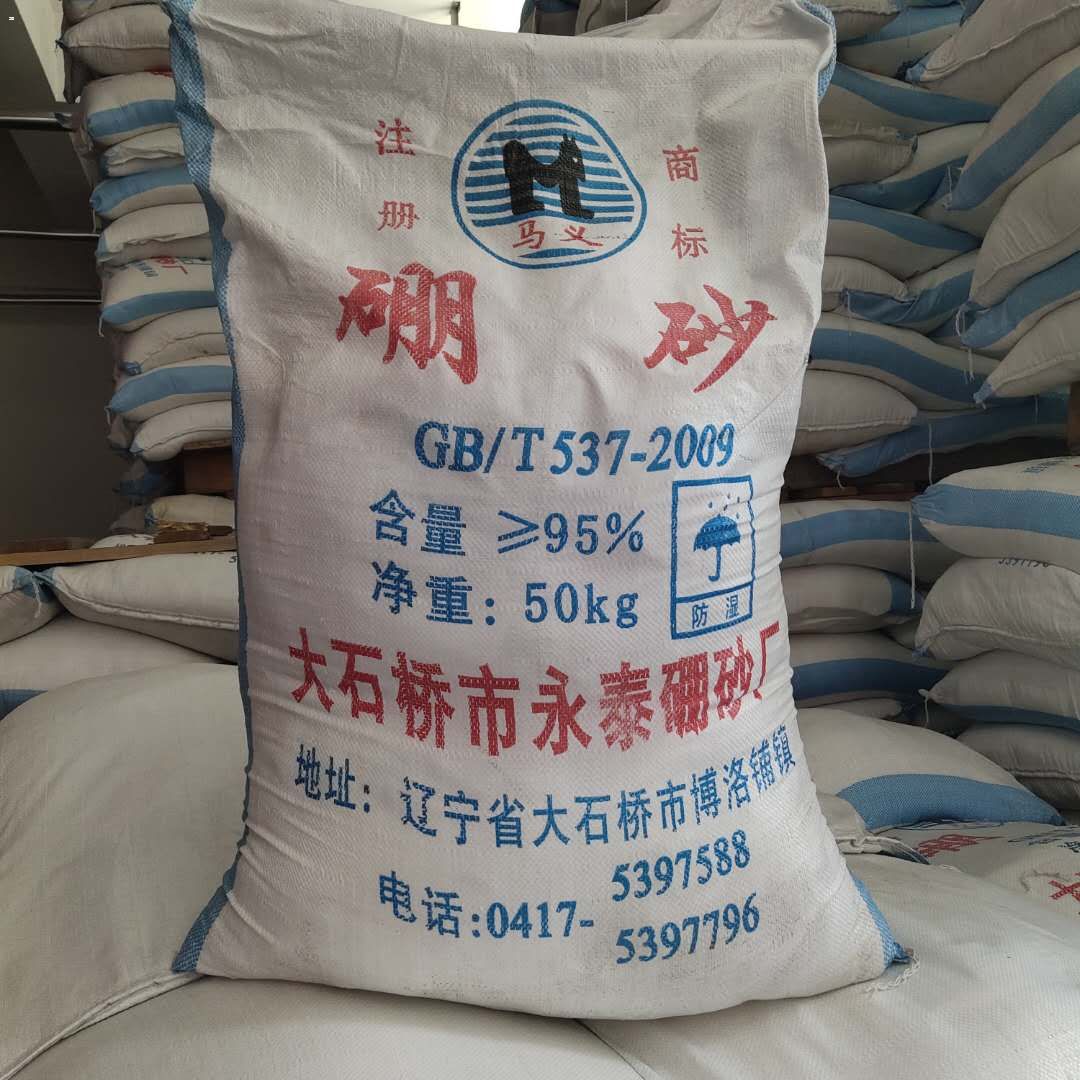 注册
商标
马义
硼 砂
GB/T537-2009
含量 ≥95%
净重: 50kg
防湿
大石桥市永泰硼砂厂
地址: 辽宁省大石桥市博洛铺镇
电话:0417- 5397588
5397796
5397796